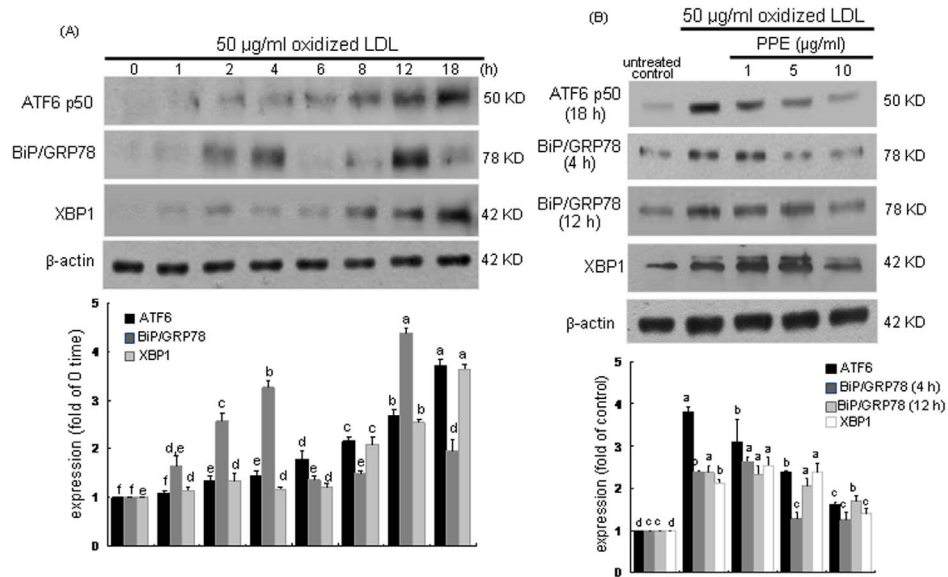 (A)
50 µg/ml oxidized LDL
0 1 2 4 6 8 12 18 (h)
ATF6 p50 50 KD
BiP/GRP78 78 KD
XBP1 42 KD
β-actin 42 KD
expression (fold of 0 time)
5
4
3
2
1
0
ATF6
BiP/GRP78
XBP1
f f e
f d e
e c d
e b d
d e e
c e c
b a b
a d a
(B)
50 µg/ml oxidized LDL
PPE (µg/ml)
untreated
control
1 5 10
ATF6 p50
(18 h)
50 KD
BiP/GRP78
(4 h)
78 KD
BiP/GRP78
(12 h)
78 KD
XBP1 42 KD
β-actin 42 KD
expression (fold of control)
5
4
3
2
1
0
ATF6
BiP/GRP78 (4 h)
BiP/GRP78 (12 h)
XBP1
d c c d
a b a b
b a a a
b c a a
c c b c